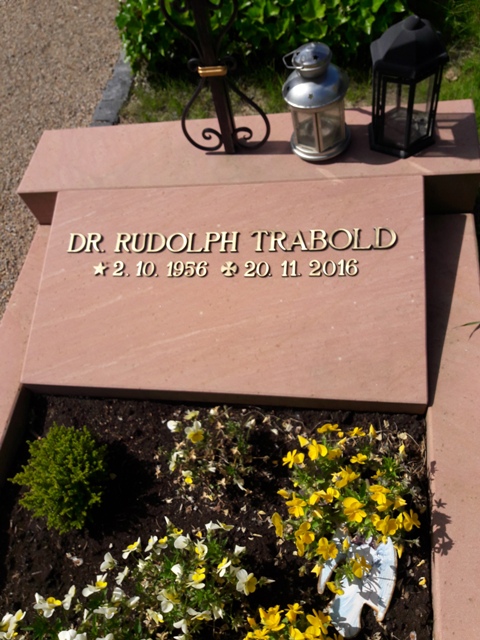 DR. RUDOLPH TRABOLD
★ 2. 10. 1956 ✠ 20. 11. 2016